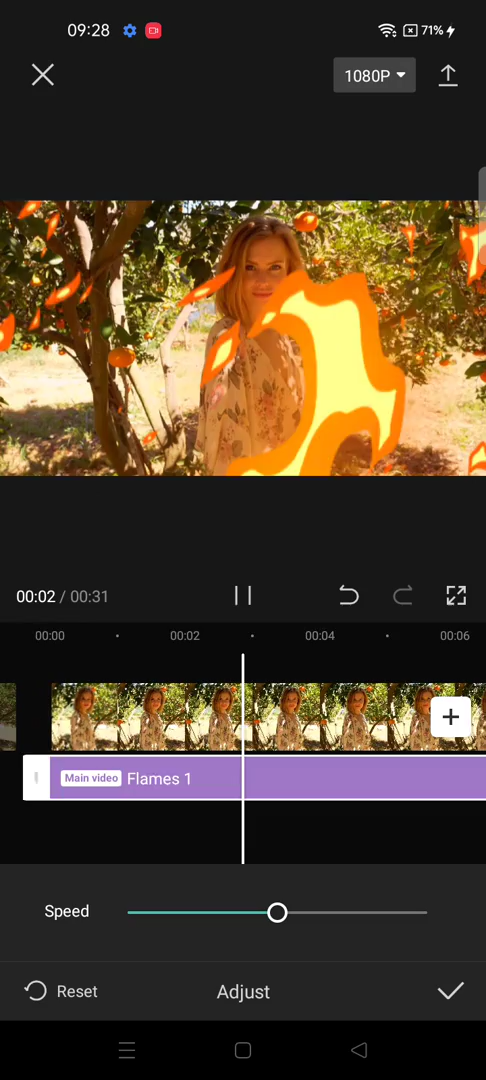 09:28 71%
1080P
00:02 / 00:31
00:00 00:02 00:04 00:06
Main video Flames 1
Speed
Reset Adjust